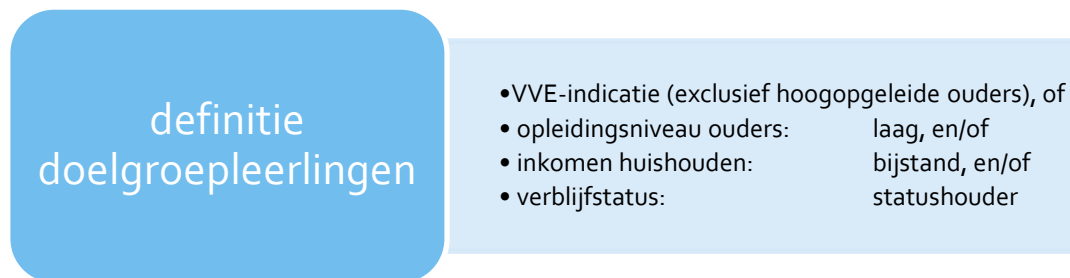 definitie
doelgroepleerlingen
•VVE-indicatie (exclusief hoogopgeleide ouders), of
• opleidingsniveau ouders: laag, en/of
• inkomen huishouden: bijstand, en/of
• verblijfstatus: statushouder